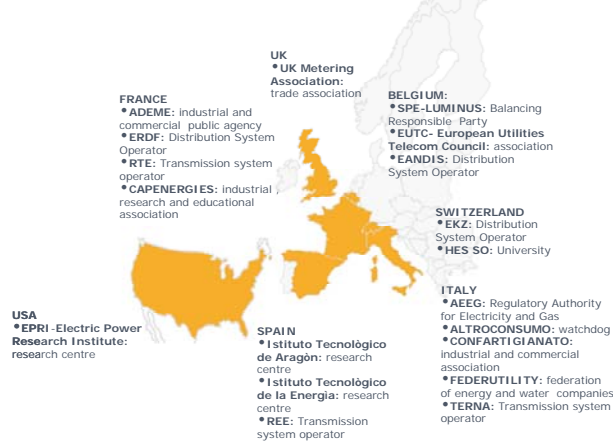 UK
•UK Metering
Association:
trade association
FRANCE
•ADEME: industrial and
commercial public agency
•ERDF: Distribution System
Operator
•RTE: Transmission system
operator
•CAPENERGIES: industrial ,
research and educational
association
BELGIUM:
•SPE-LUMINUS: Balancing
Responsible Party
•EUTC- European Utilities
Telecom Council: association
•EANDIS: Distribution
System Operator
SWITZERLAND
•EKZ: Distribution
System Operator
•HES SO: University
ITALY
•AEEG: Regulatory Authority
for Electricity and Gas
•ALTROCONSUMO: watchdog
•CONFARTIGIANATO:
industrial and commercial
association
•FEDERUTILITY: federation
of energy and water companies
•TERNA: Transmission system
operator
USA
•EPRI-Electric Power
Research Institute:
research centre
SPAIN
•Istituto Tecnològico
de Aragòn: research
centre
•Istituto Tecnològico
de la Energìa: research
centre
•REE: Transmission
system operator